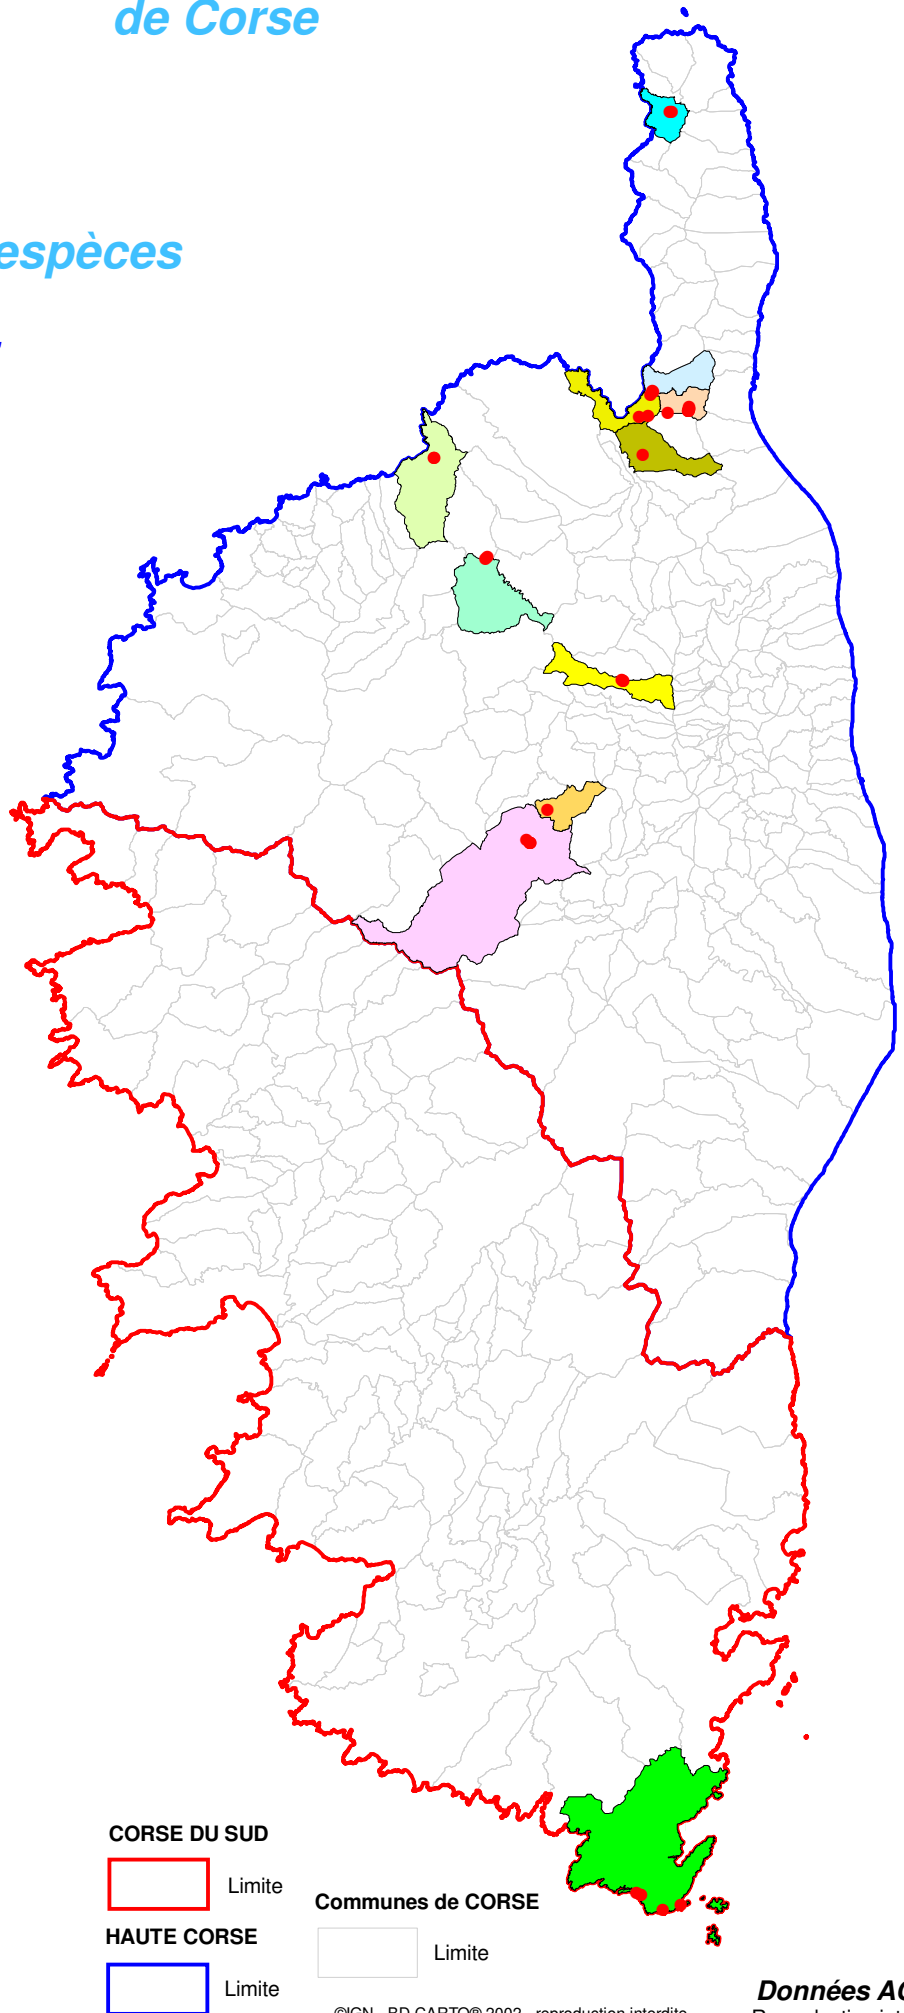 de Corse
espèces
CORSE DU SUD
Limite
Communes de CORSE
HAUTE CORSE
Limite
Limite
Données